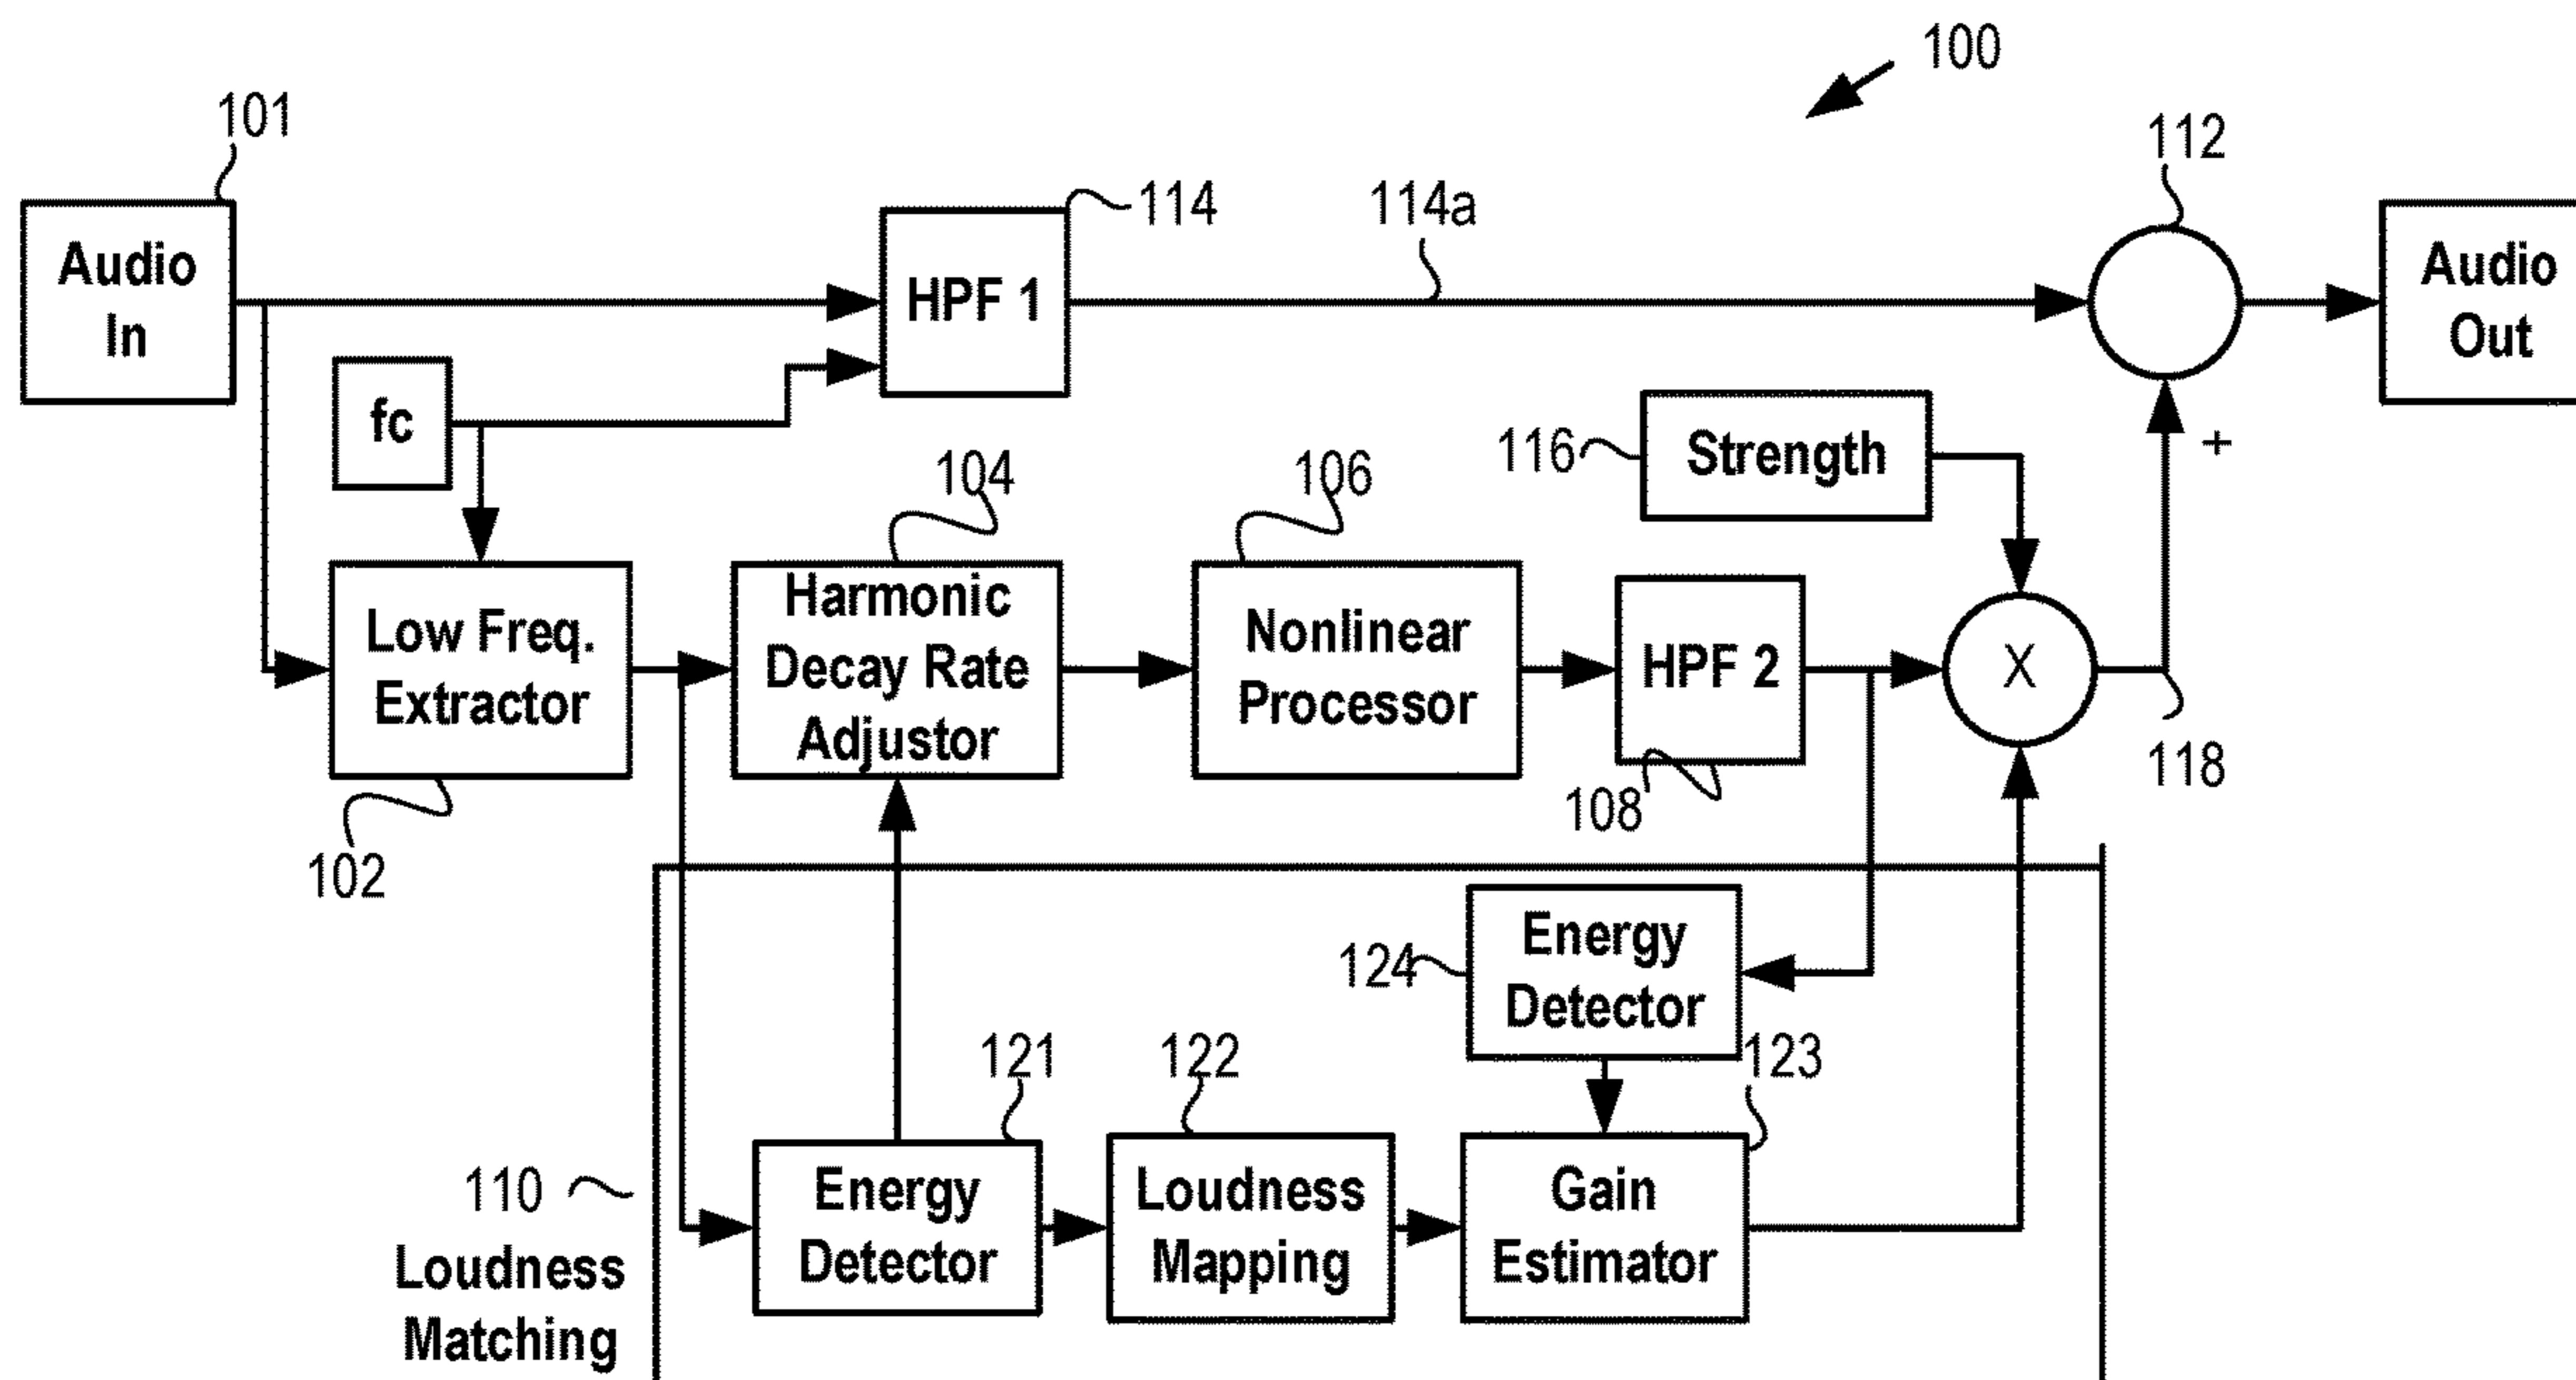 100
101
112
114
114a
Audio
In
HPF 1
Audio
Out
fc
104
106
116
Strength
+
Low Freq.
Extractor
Harmonic
Decay Rate
Adjustor
Nonlinear
Processor
HPF 2
X
118
108
102
Energy
Detector
124
121
122
123
110
Loudness
Matching
Energy
Detector
Loudness
Mapping
Gain
Estimator